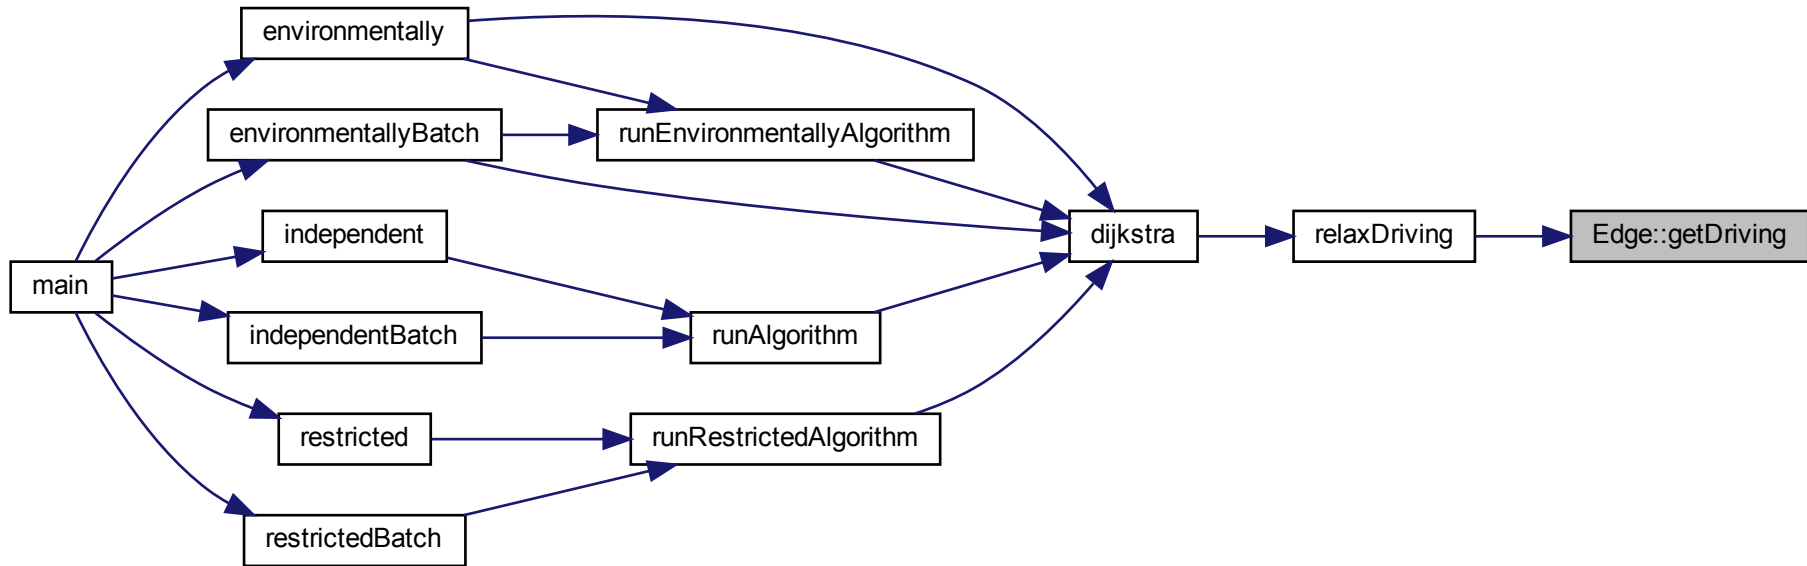 environmentally
environmentallyBatch
runEnvironmentallyAlgorithm
independent
dijkstra
relaxDriving
Edge::getDriving
main
independentBatch
runAlgorithm
restricted
runRestrictedAlgorithm
restrictedBatch